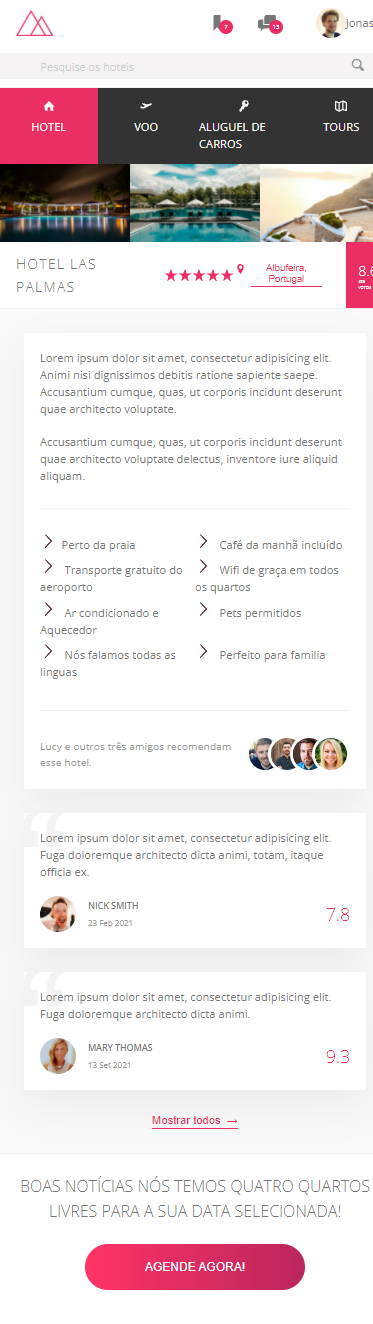 7
13
Jonas
Pesquise os hoteis
HOTEL
VOO
ALUGUEL DE
CARROS
TOURS
HOTEL LAS
PALMAS
Albufeira,
Portugal
8.6
votos
Lorem ipsum dolor sit amet, consectetur adipisicing elit.
Animi nisi dignissimos debitis ratione sapiente saepe.
Accusantium cumque, quas, ut corporis incidunt deserunt
quae architecto voluptate.
Accusantium cumque, quas, ut corporis incidunt deserunt
quae architecto voluptate delectus, inventore iure aliquid
aliquam.
Perto da praia
Café da manhã incluído
Transporte gratuito do
aeroporto
Wifi de graça em todos
os quartos
Ar condicionado e
Aquecedor
Pets permitidos
Nós falamos todas as
linguas
Perfeito para familia
Lucy e outros três amigos recomendam
esse hotel.
Lorem ipsum dolor sit amet, consectetur adipisicing elit.
Fuga doloremque architecto dicta animi, totam, itaque
officia ex.
NICK SMITH
23 Feb 2021
7.8
Lorem ipsum dolor sit amet, consectetur adipisicing elit.
Fuga doloremque architecto dicta animi.
MARY THOMAS
13 Set 2021
9.3
Mostrar todos →
BOAS NOTÍCIAS NÓS TEMOS QUATRO QUARTOS
LIVRES PARA A SUA DATA SELECIONADA!
AGENDE AGORA!